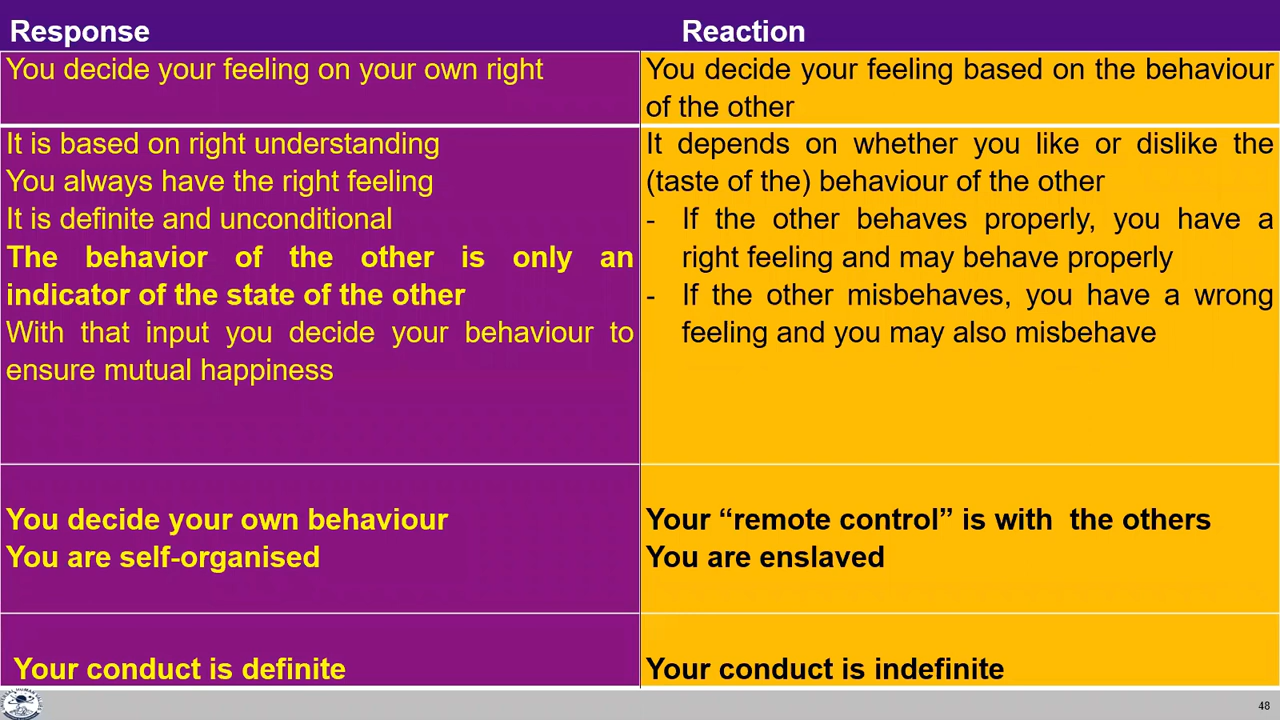 Response
Reaction
You decide your feeling on your own right
You decide your feeling based on the behaviour
of the other
It is based on right understanding
You always have the right feeling
It is definite and unconditional
The behavior of the other is only an
indicator of the state of the other
With that input you decide your behaviour to
ensure mutual happiness
It depends on whether you like or dislike the
(taste of the) behaviour of the other
- If the other behaves properly, you have a
right feeling and may behave properly
- If the other misbehaves, you have a wrong
feeling and you may also misbehave
You decide your own behaviour
You are self-organised
Your “remote control” is with the others
You are enslaved
Your conduct is definite
Your conduct is indefinite
48